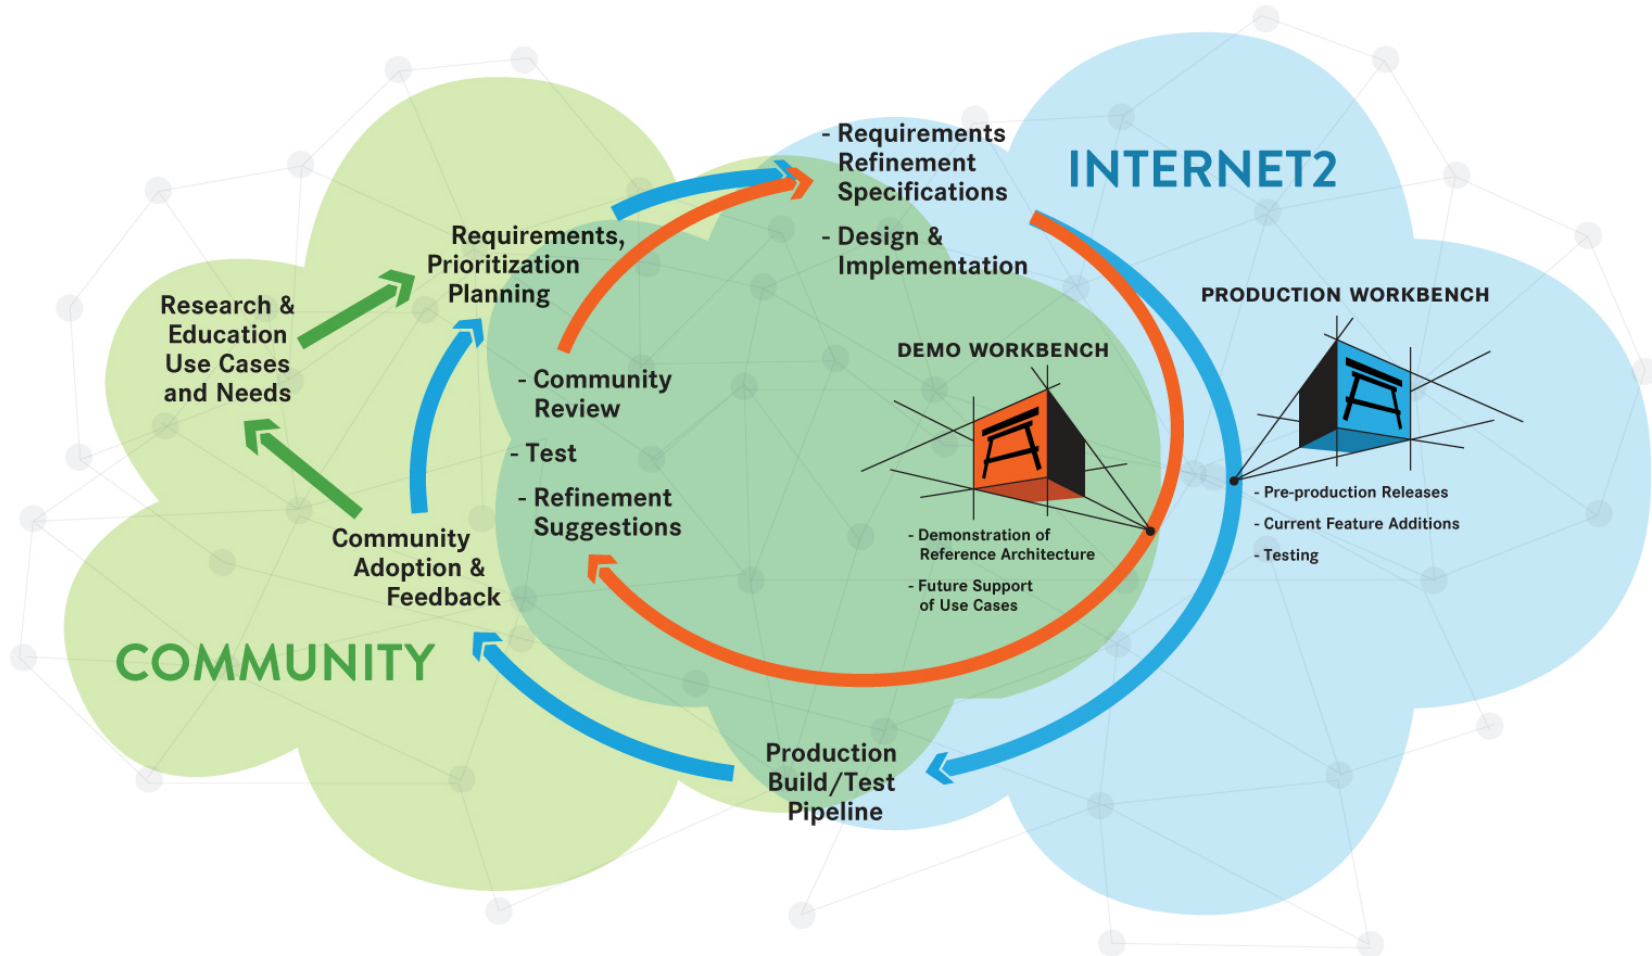 - Requirements
Refinement
Specifications
- Design &
Implementation
INTERNET2
Requirements,
Prioritization
Planning
Research &
Education
Use Cases
and Needs
PRODUCTION WORKBENCH
DEMO WORKBENCH
- Community
Review
- Test
- Refinement
Suggestions
- Pre-production Releases
- Current Feature Additions
- Testing
- Demonstration of
Reference Architecture
- Future Support
of Use Cases
Community
Adoption &
Feedback
COMMUNITY
Production
Build/Test
Pipeline